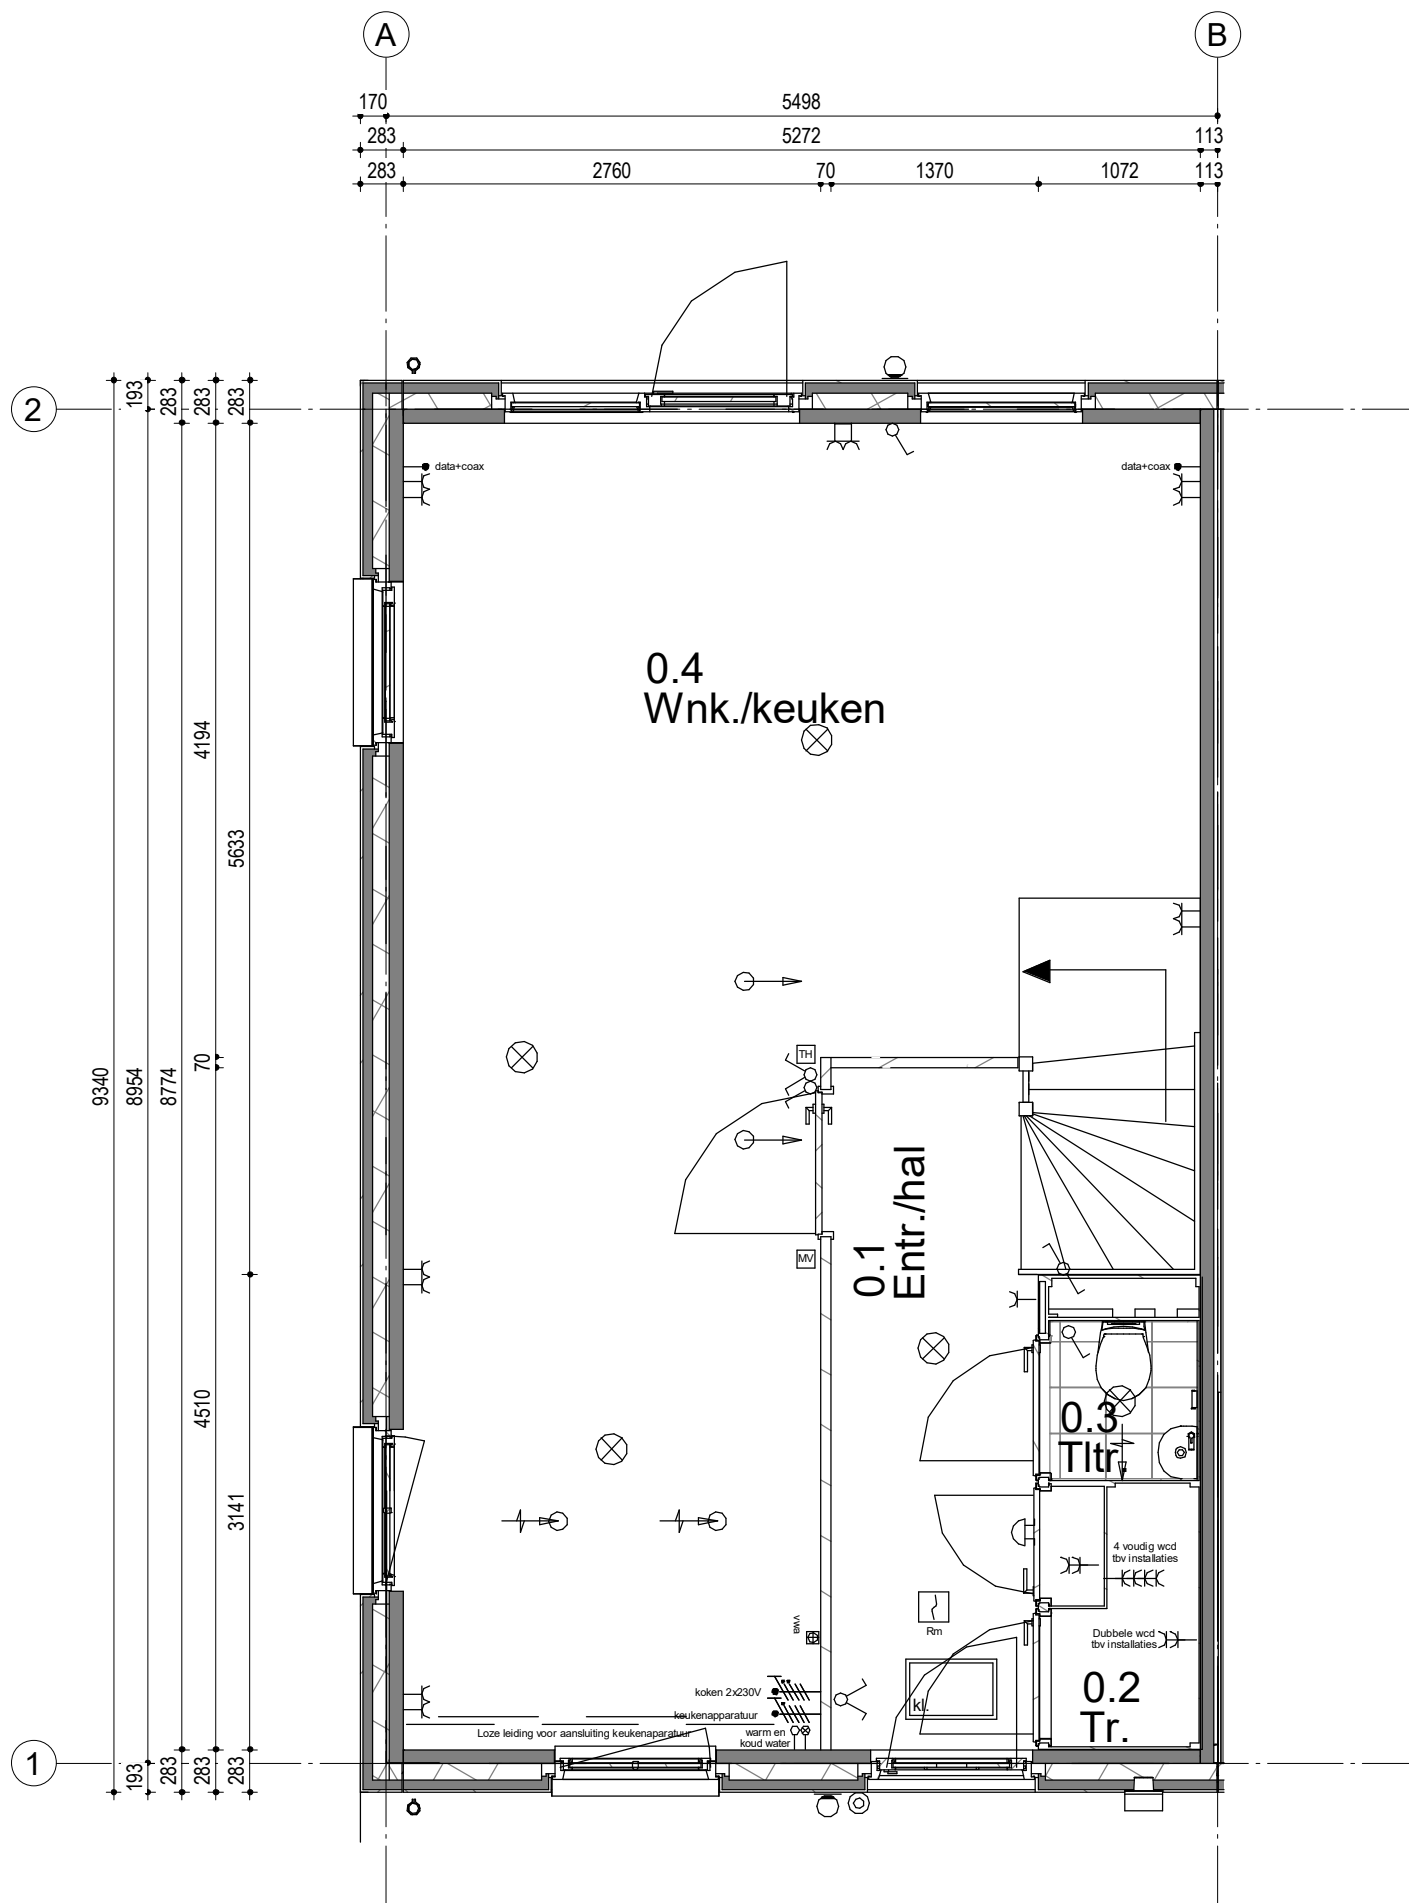 A
B
170
5498
283
5272
113
283
2760
70
1370
1072
113
2
193
283
283
283
data+coax
data+coax
0.4
Wnk./keuken
4194
5633
70
9340
8954
8774
TH
0.1
Entr./hal
MV
4510
3141
0.3
Tltr.
4 voudig wcd
tbv installaties
Rm
vwa
Dubbele wcd
tbv installaties
koken 2x230V
kl.
0.2
Tr.
keukenapparatuur
Loze leiding voor aansluiting keukenaparatuur
warm en
koud water
1
193
283
283
283